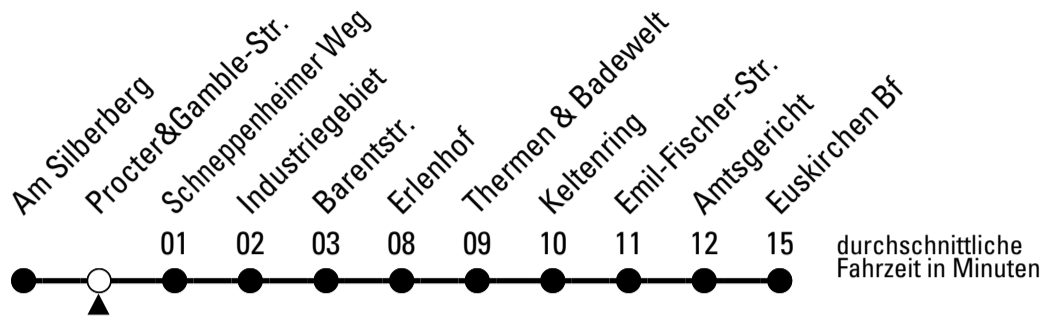 Am Silberberg
Procter&Gamble-Str.
Schneppenheimer Weg
Industriegebiet
Barentstr.
Erlenhof
Thermen & Badewelt
Keltenring
Emil-Fischer-Str.
Amtsgericht
Euskirchen Bf
01 02 03 08 09 10 11 12 15
durchschnittliche
Fahrzeit in Minuten